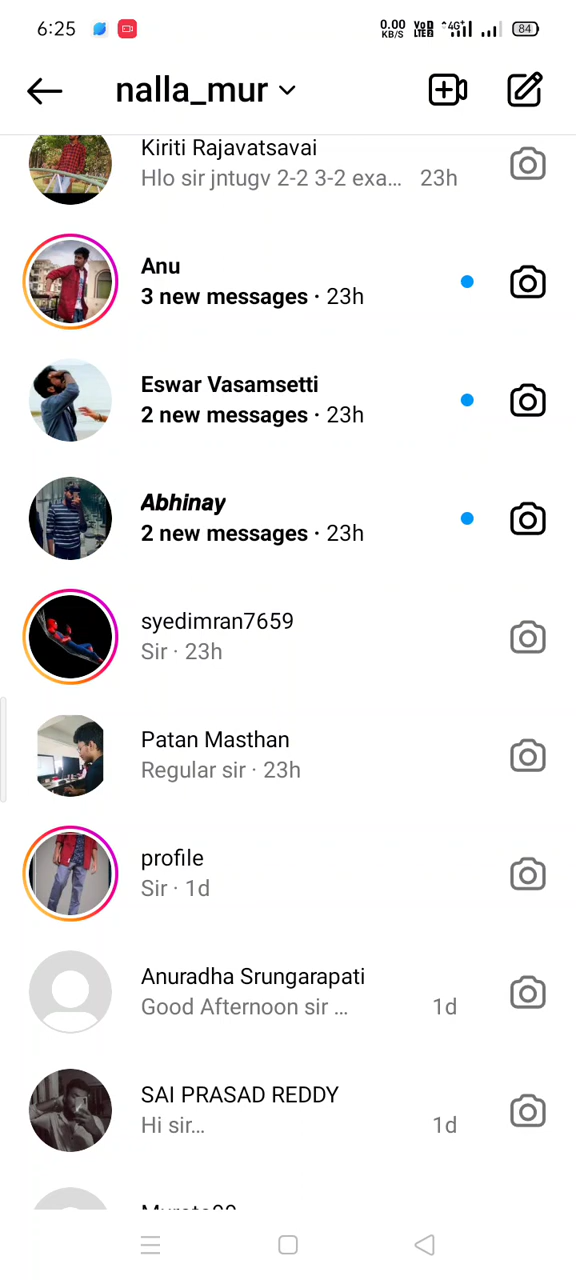 6:25 0.00 KB/S VoD LTE2 4G+ 84
nalla_mur
Kiriti Rajavatsavai
Hlo sir jntugv 2-2 3-2 exa... 23h
Anu
3 new messages · 23h
Eswar Vasamsetti
2 new messages · 23h
Abhinay
2 new messages · 23h
syedimran7659
Sir · 23h
Patan Masthan
Regular sir · 23h
profile
Sir · 1d
Anuradha Srungarapati
Good Afternoon sir ... 1d
SAI PRASAD REDDY
Hi sir... 1d